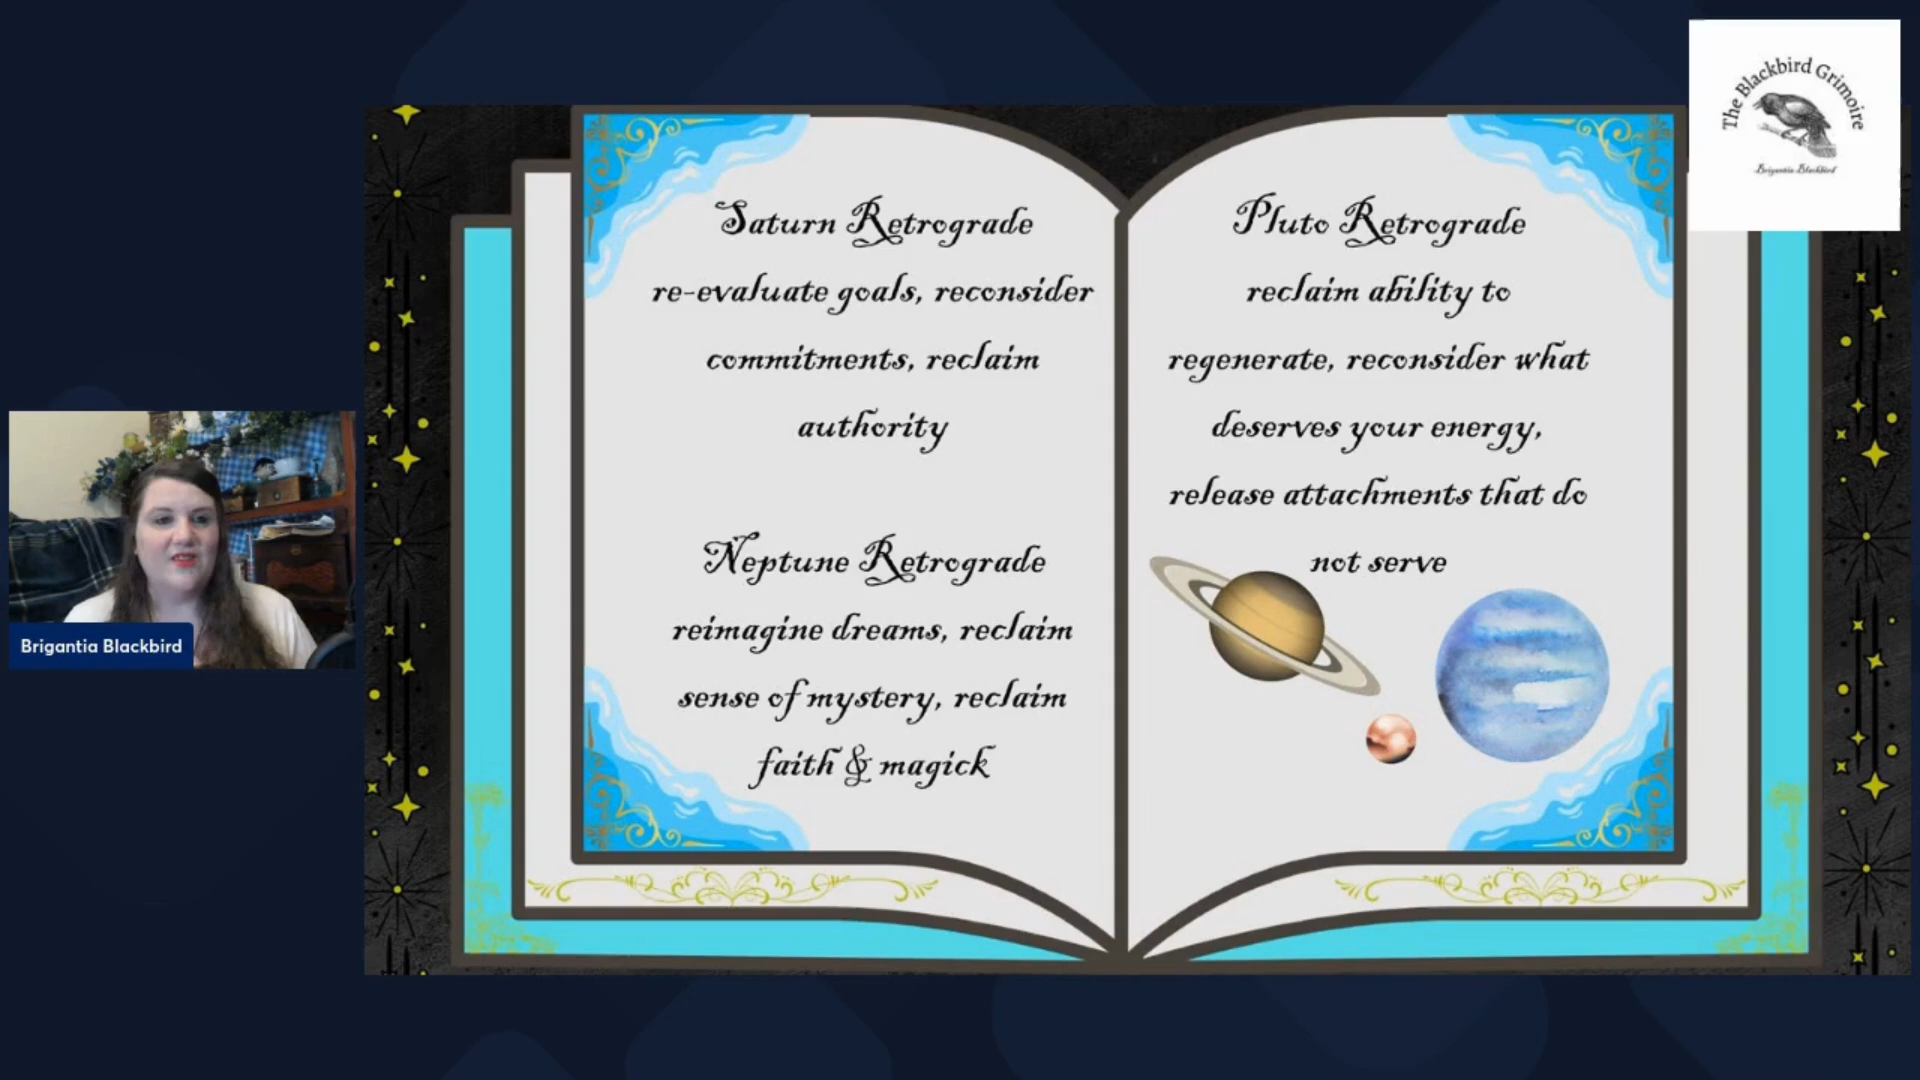 The Blackbird Grimoire
Brigantia Blackbird
Saturn Retrograde
re-evaluate goals, reconsider
commitments, reclaim
authority
Neptune Retrograde
reimagine dreams, reclaim
sense of mystery, reclaim
faith & magick
Pluto Retrograde
reclaim ability to
regenerate, reconsider what
deserves your energy,
release attachments that do
not serve
Brigantia Blackbird